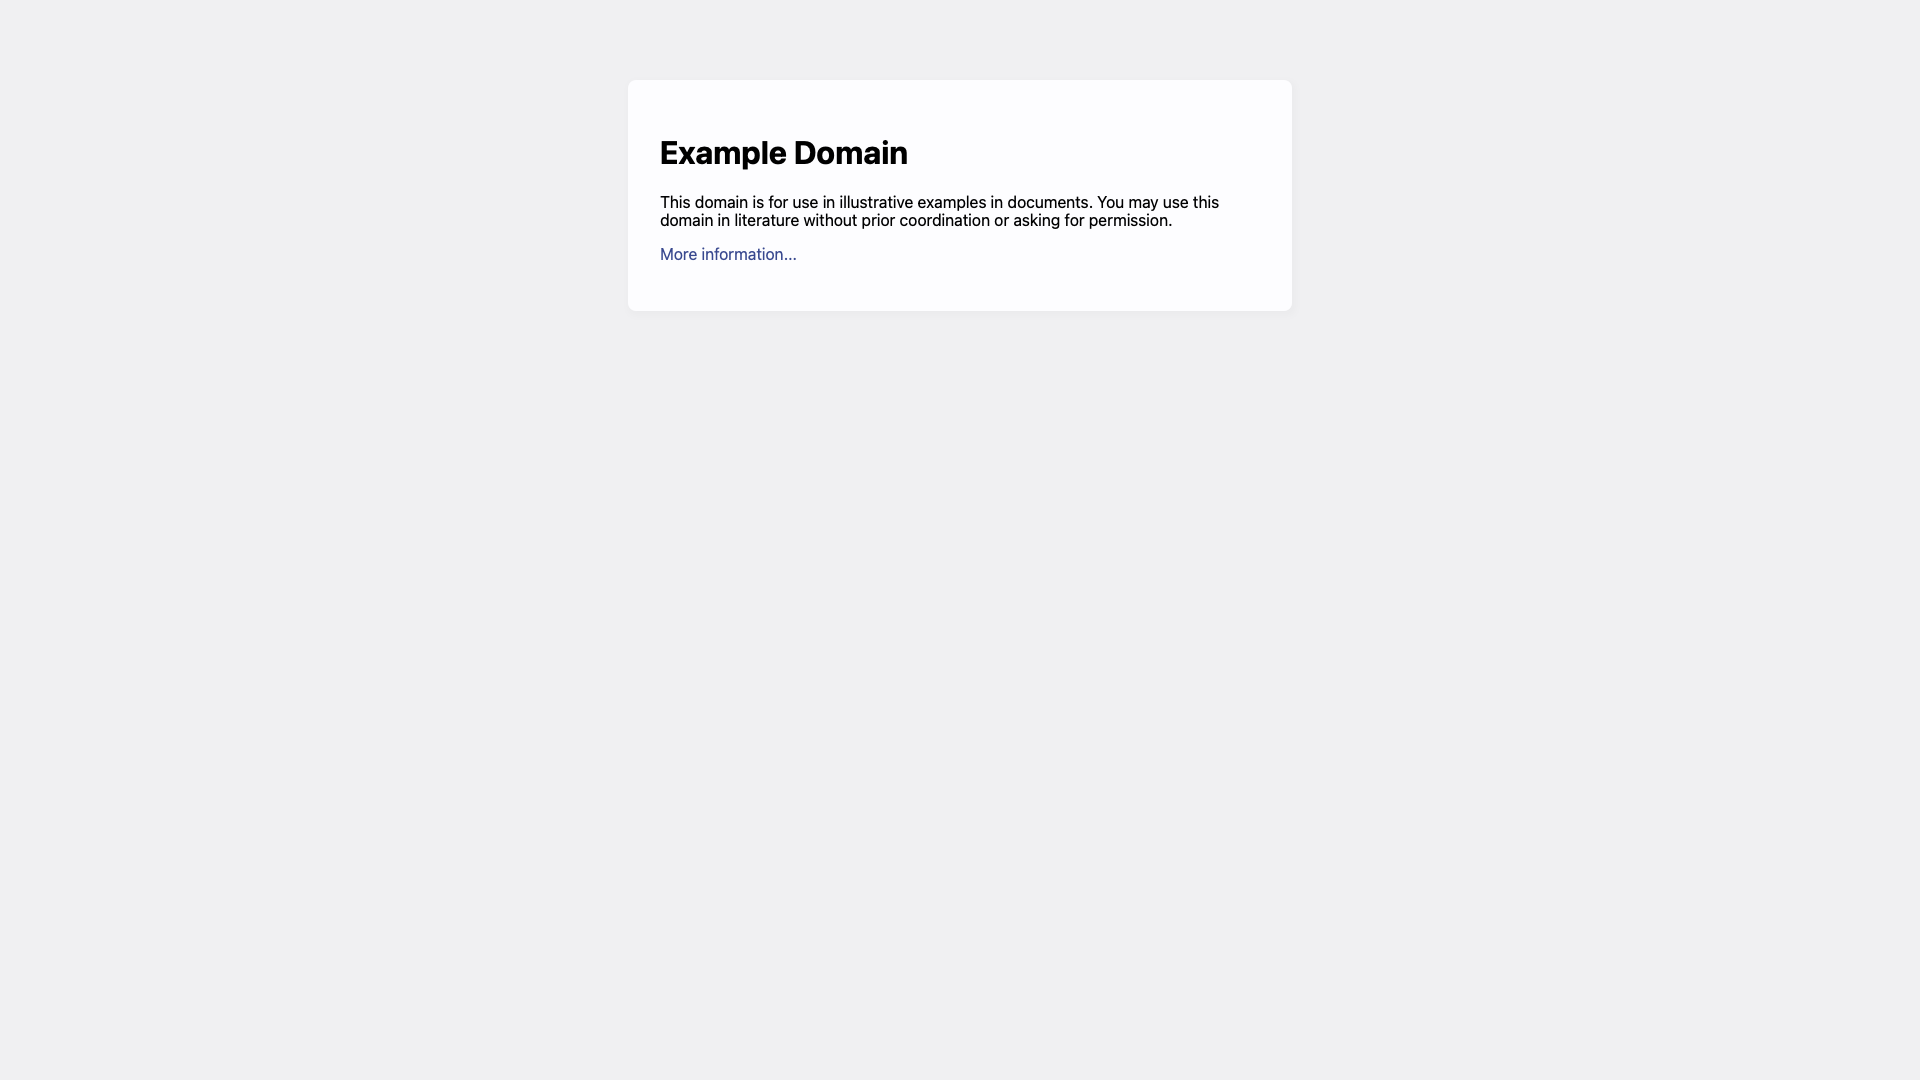 Example Domain
This domain is for use in illustrative examples in documents. You may use this
domain in literature without prior coordination or asking for permission.
More information...